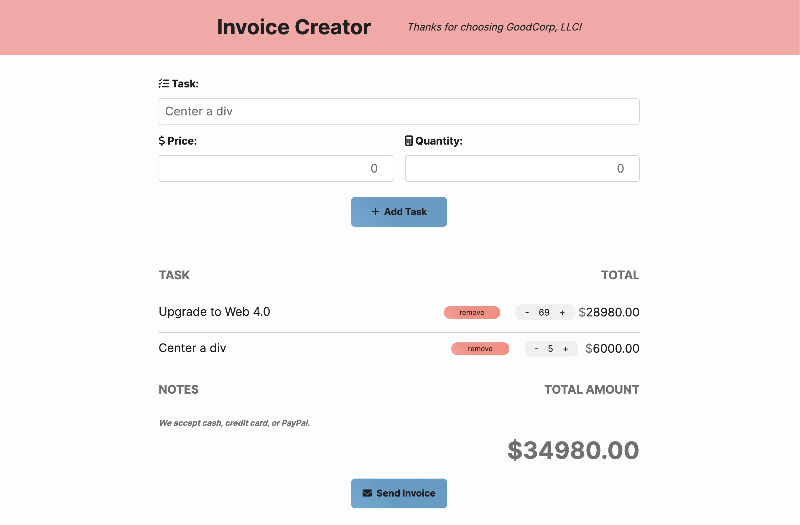 Invoice Creator
Thanks for choosing GoodCorp, LLC!
Task:
Center a div
Price:
Quantity:
0
0
+ Add Task
TASK
TOTAL
Upgrade to Web 4.0
remove
- 69 +
$28980.00
Center a div
remove
- 5 +
$6000.00
NOTES
TOTAL AMOUNT
We accept cash, credit card, or PayPal.
$34980.00
Send Invoice